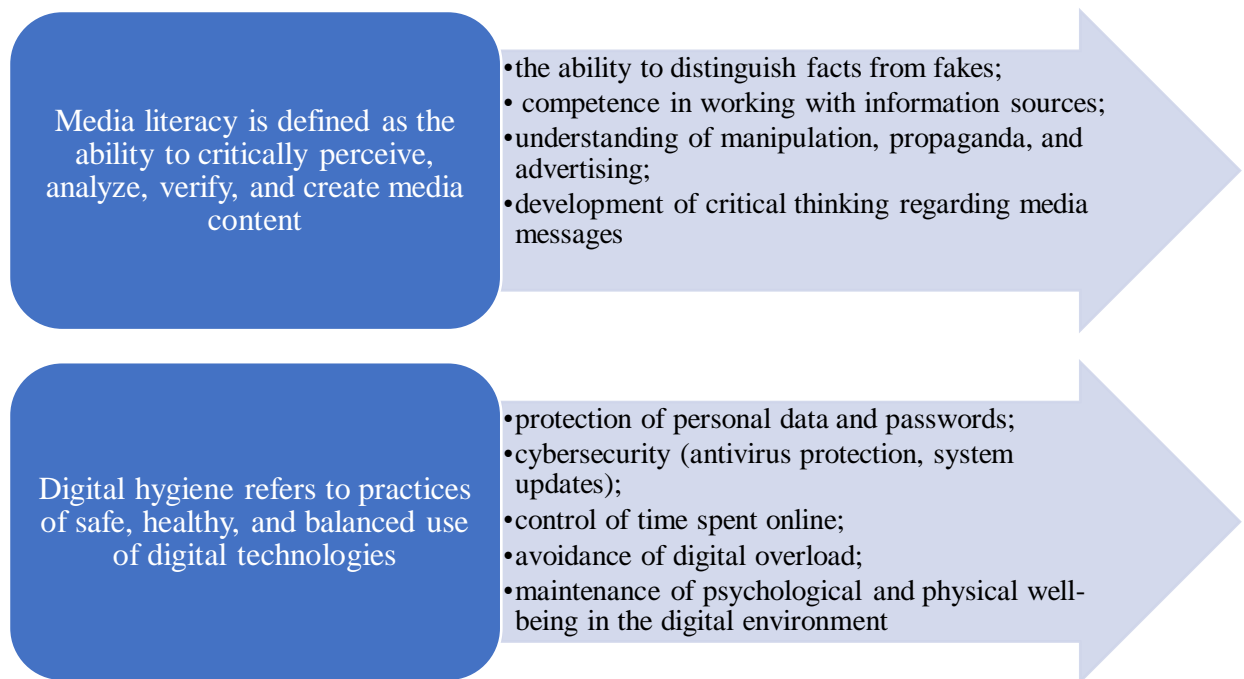 Media literacy is defined as the
ability to critically perceive,
analyze, verify, and create media
content
•the ability to distinguish facts from fakes;
• competence in working with information sources;
•understanding of manipulation, propaganda, and
advertising;
•development of critical thinking regarding media
messages
Digital hygiene refers to practices
of safe, healthy, and balanced use
of digital technologies
•protection of personal data and passwords;
•cybersecurity (antivirus protection, system
updates);
•control of time spent online;
•avoidance of digital overload;
•maintenance of psychological and physical well-
being in the digital environment